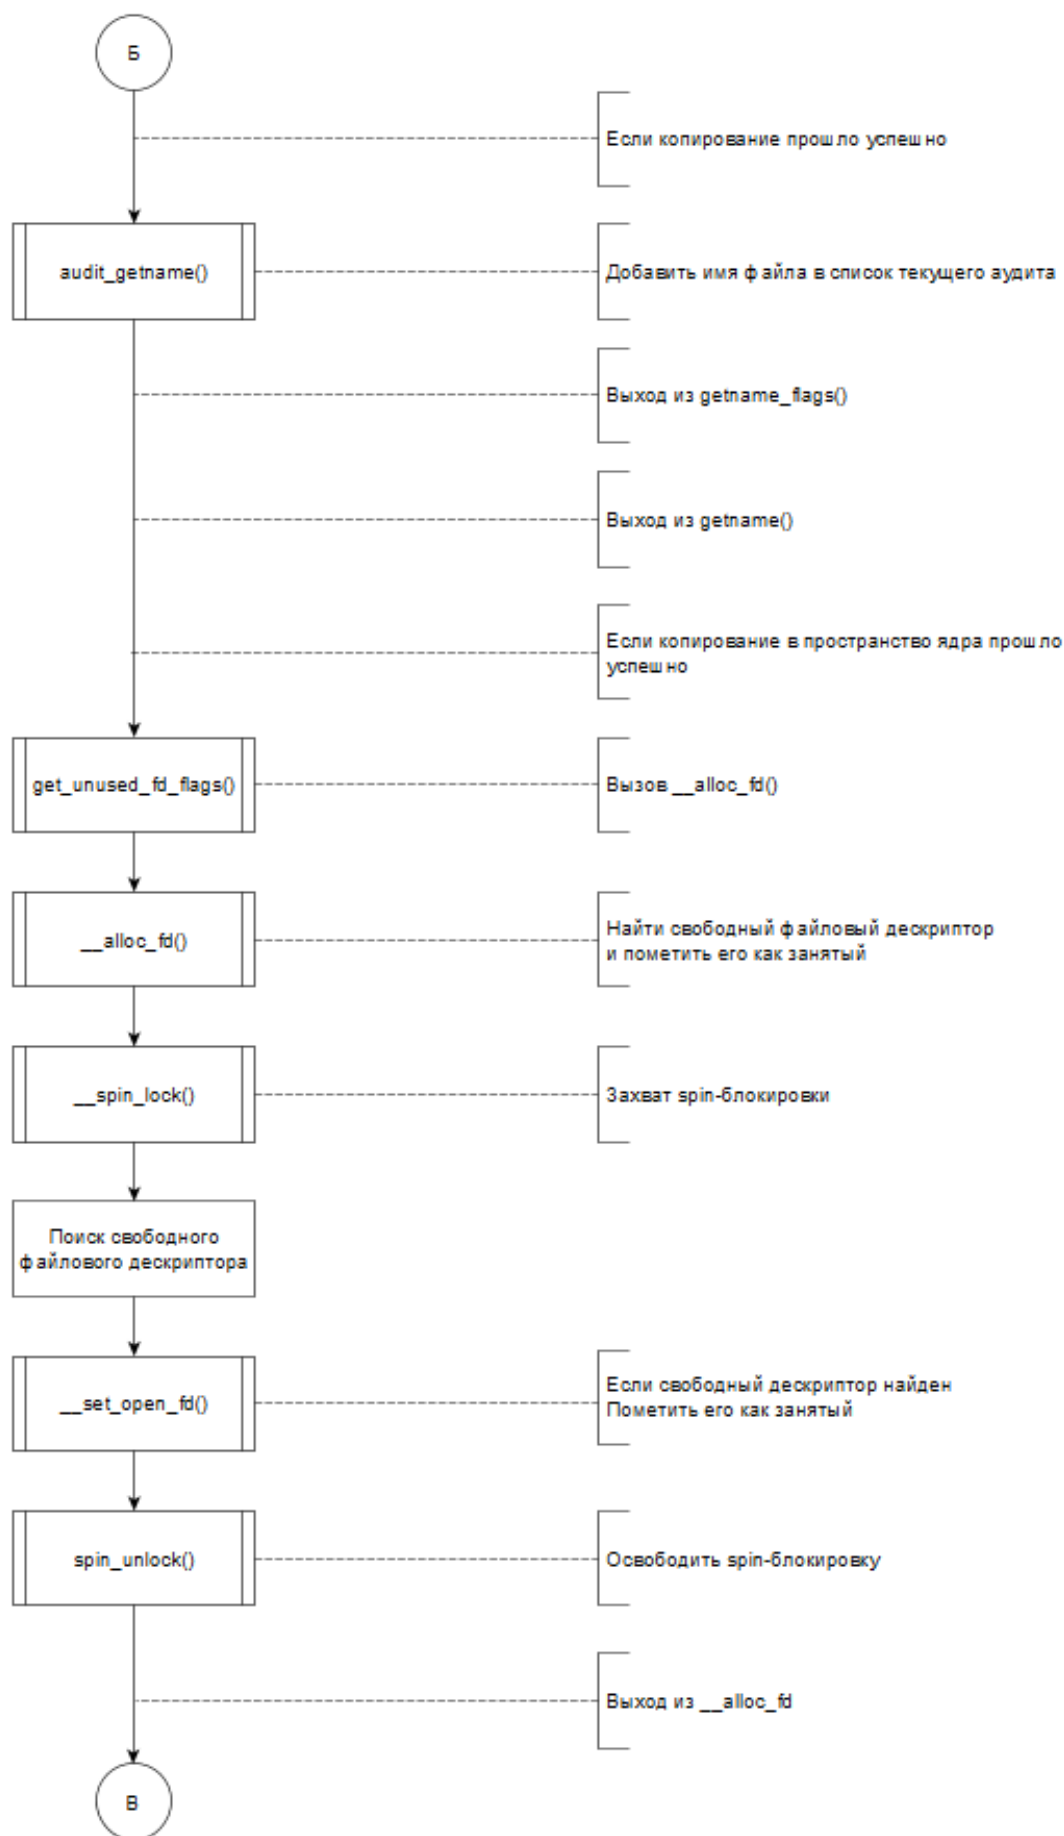 Б
Если копирование прошло успешно
audit_getname()
Добавить имя файла в список текущего аудита
Выход из getname_flags()
Выход из getname()
Если копирование в пространство ядра прошло
успешно
get_unused_fd_flags()
Вызов __alloc_fd()
__alloc_fd()
Найти свободный файловый дескриптор
и пометить его как занятый
__spin_lock()
Захват spin-блокировки
Поиск свободного
файлового дескриптора
__set_open_fd()
Если свободный дескриптор найден
Пометить его как занятый
spin_unlock()
Освободить spin-блокировку
Выход из __alloc_fd
В